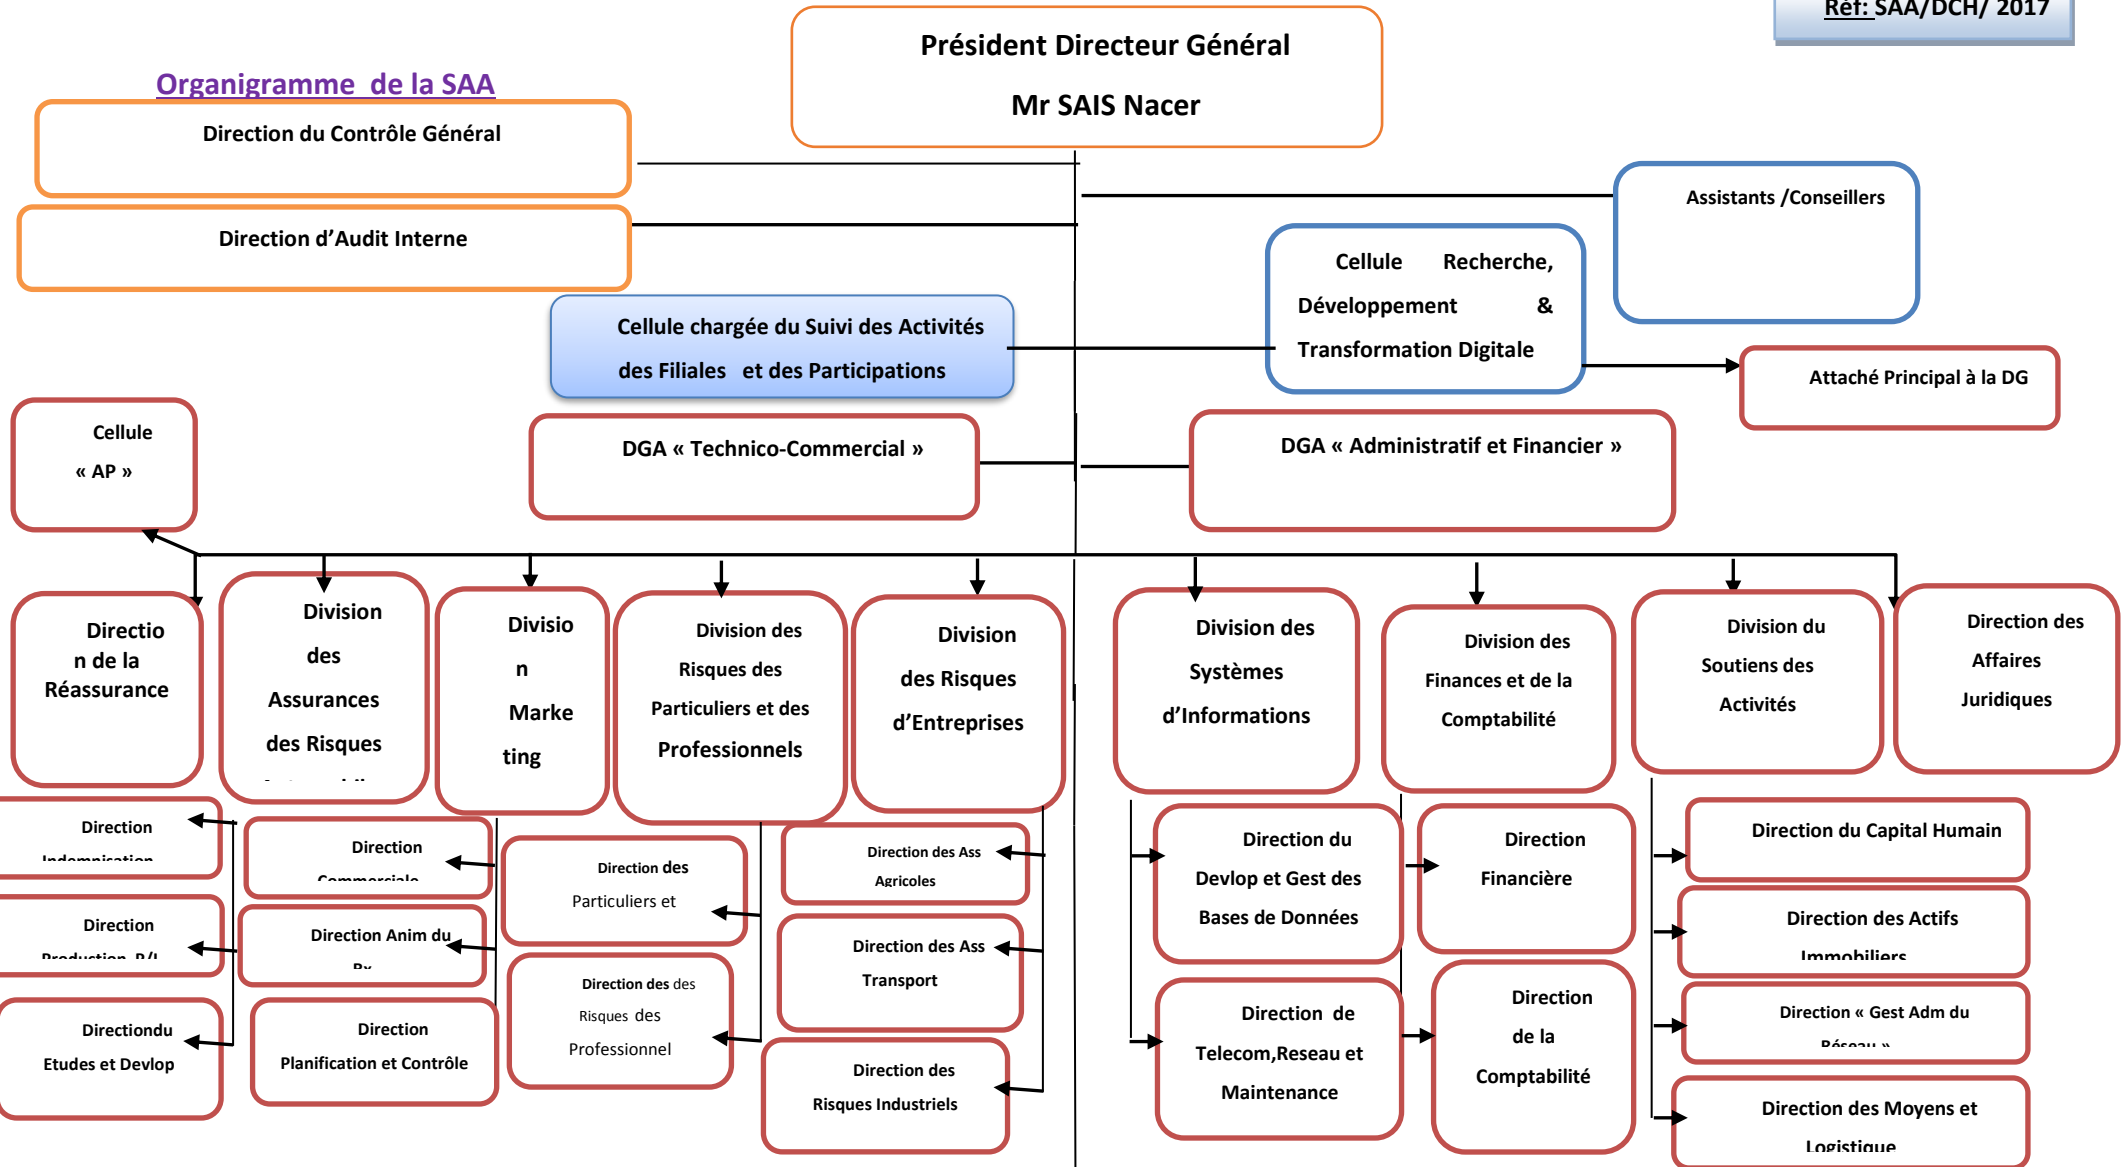 Réf: SAA/DCH/ 2017
Président Directeur Général
Mr SAIS Nacer
Organigramme de la SAA
Direction du Contrôle Général
Direction d’Audit Interne
Assistants /Conseillers
Cellule Recherche,
Développement &
Transformation Digitale
Cellule chargée du Suivi des Activités
des Filiales et des Participations
Attaché Principal à la DG
Cellule
« AP »
DGA « Technico-Commercial »
DGA « Administratif et Financier »
Directio
n de la
Réassurance
Division
des
Assurances
des Risques
Divisio
n
Marke
ting
Division des
Risques des
Particuliers et des
Professionnels
Division
des Risques
d’Entreprises
Division des
Systèmes
d’Informations
Division des
Finances et de la
Comptabilité
Division du
Soutiens des
Activités
Direction des
Affaires
Juridiques
Direction
Indemnisation
Direction
Production P/I
Directiondu
Etudes et Devlop
Direction
Commerciale
Direction Anim du
Rx
Direction
Planification et Contrôle
Direction des
Particuliers et
Direction des des
Risques des
Professionnel
Direction des Ass
Agricoles
Direction des Ass
Transport
Direction des
Risques Industriels
Direction du
Devlop et Gest des
Bases de Données
Direction de
Telecom,Reseau et
Maintenance
Direction
Financière
Direction
de la
Comptabilité
Direction du Capital Humain
Direction des Actifs
Immobiliers
Direction « Gest Adm du
Réseau »
Direction des Moyens et
Logistique